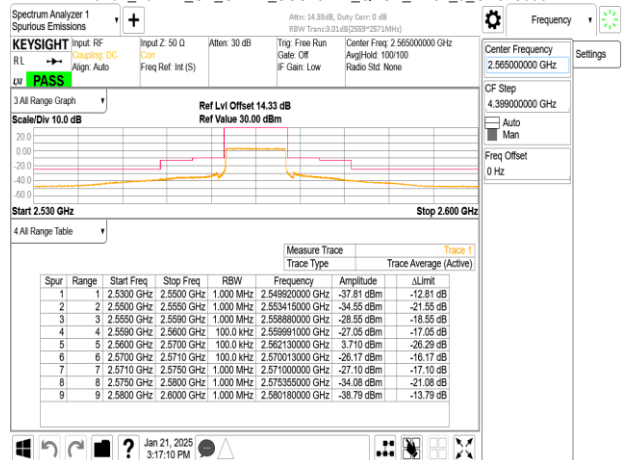 Spectrum Analyzer 1
Spurious Emissions
Attn: 14.33dB, Duty Corr: 0 dB
RBW Trans:3.01dB(2559~2571MHz)
Frequency
KEYSIGHT
RL
LXI
PASS
Input: RF
Coupling: DC
Align: Auto
Input Z: 50 Ω
Corr
Freq Ref: Int (S)
Atten: 30 dB
Trig: Free Run
Gate: Off
IF Gain: Low
Center Freq: 2.565000000 GHz
Avg|Hold: 100/100
Radio Std: None
Center Frequency
2.565000000 GHz
Settings
CF Step
4.399000000 GHz
Auto
Man
Freq Offset
0 Hz
3 All Range Graph
Scale/Div 10.0 dB
Ref Lvl Offset 14.33 dB
Ref Value 30.00 dBm
20.0
0.00
-20.0
-40.0
-60.0
Start 2.530 GHz
Stop 2.600 GHz
4 All Range Table
Measure Trace Trace 1
Trace Type Trace Average (Active)
Spur Range Start Freq Stop Freq RBW Frequency Amplitude ΔLimit
1 1 2.5300 GHz 2.5500 GHz 1.000 MHz 2.549920000 GHz -37.81 dBm -12.81 dB
2 2 2.5500 GHz 2.5550 GHz 1.000 MHz 2.553415000 GHz -34.55 dBm -21.55 dB
3 3 2.5550 GHz 2.5590 GHz 1.000 MHz 2.558880000 GHz -28.55 dBm -18.55 dB
4 4 2.5590 GHz 2.5600 GHz 100.0 kHz 2.559991000 GHz -27.05 dBm -17.05 dB
5 5 2.5600 GHz 2.5700 GHz 100.0 kHz 2.562130000 GHz 3.710 dBm -26.29 dB
6 6 2.5700 GHz 2.5710 GHz 100.0 kHz 2.570013000 GHz -26.17 dBm -16.17 dB
7 7 2.5710 GHz 2.5750 GHz 1.000 MHz 2.571000000 GHz -27.10 dBm -17.10 dB
8 8 2.5750 GHz 2.5800 GHz 1.000 MHz 2.575355000 GHz -34.08 dBm -21.08 dB
9 9 2.5800 GHz 2.6000 GHz 1.000 MHz 2.580180000 GHz -38.79 dBm -13.79 dB
?
Jan 21, 2025
3:17:10 PM